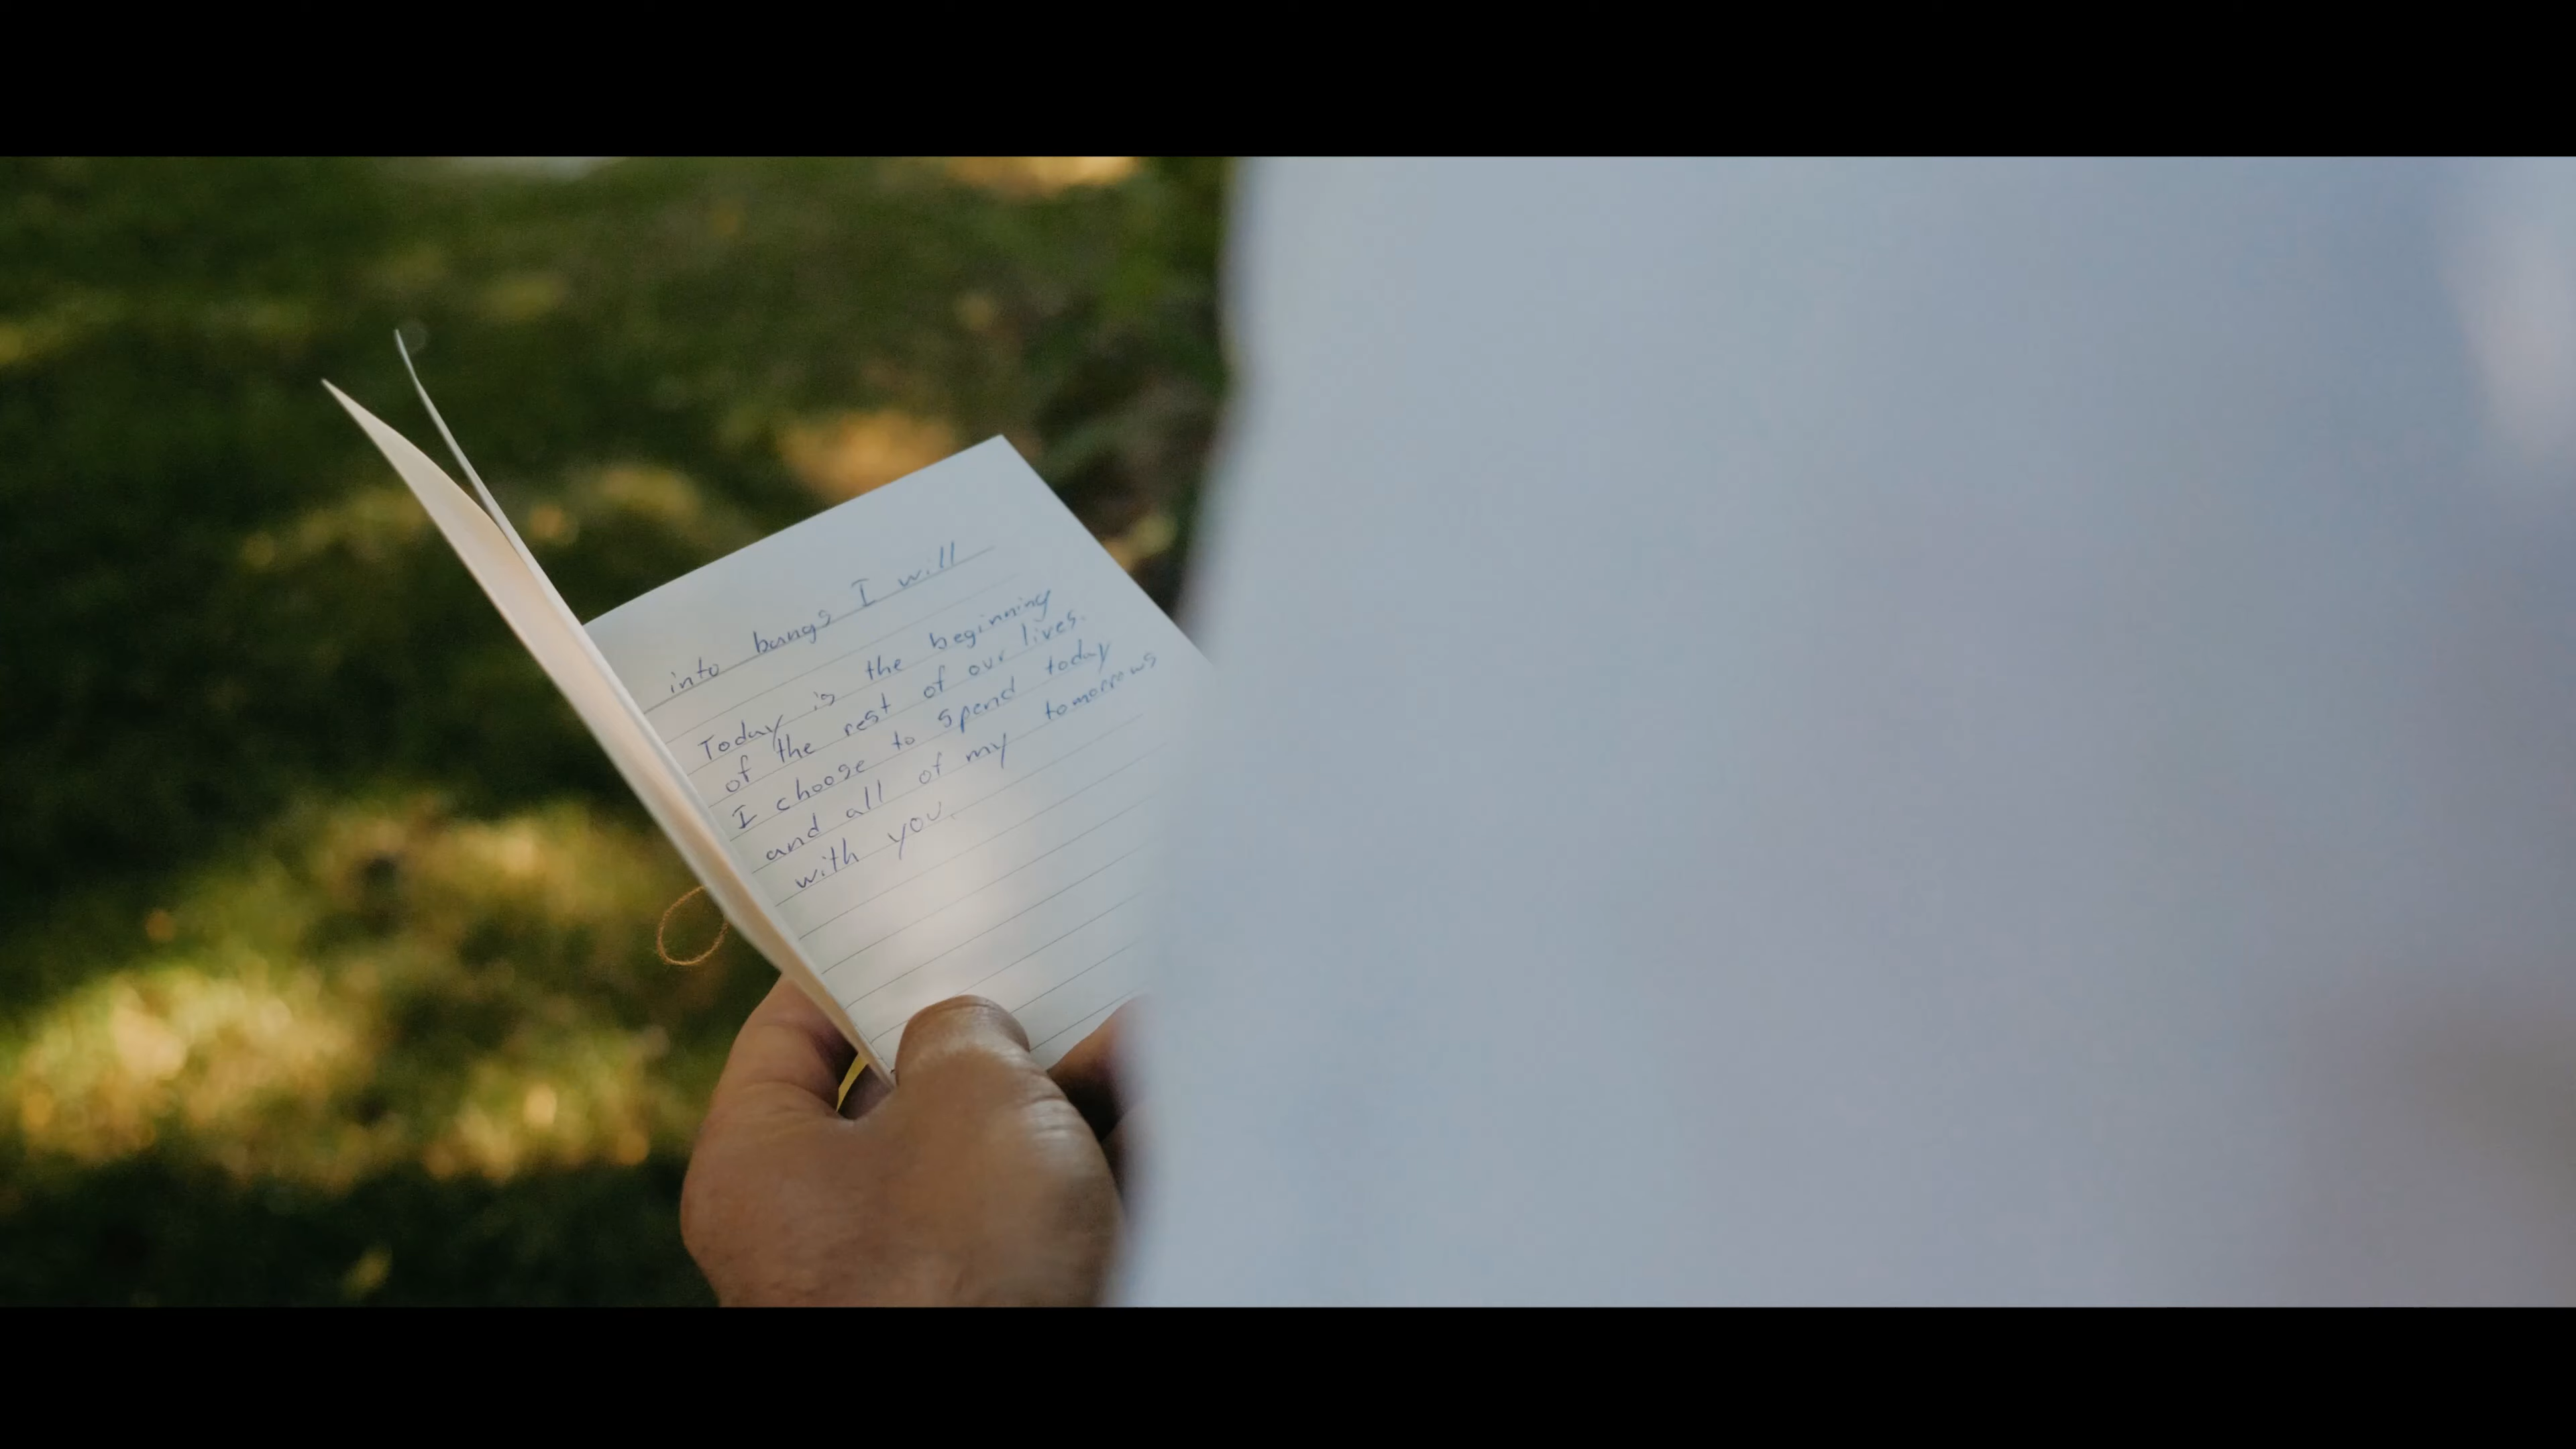 into bangs I will
Today is the beginning
of the rest of our lives.
I choose to spend today
and all of my tomorrows
with you.